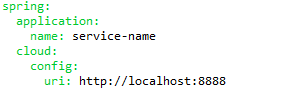 spring:
  application:
    name: service-name
  cloud:
    config:
      uri: http://localhost:8888